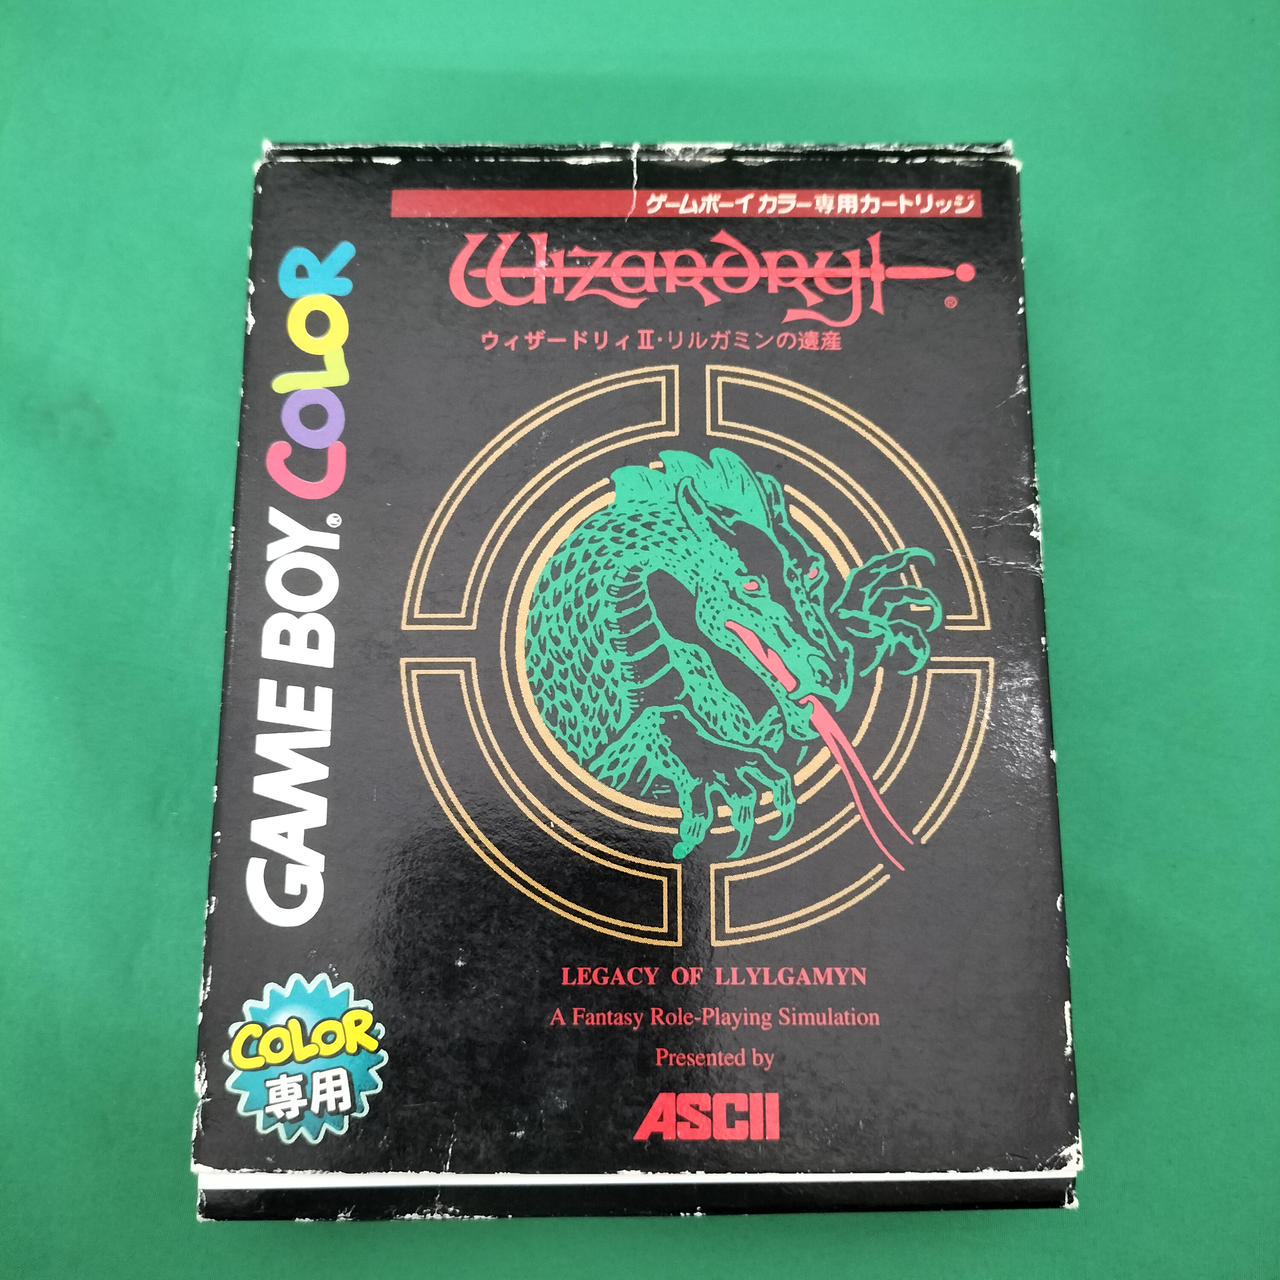 ゲームボーイカラー専用カートリッジ
Wizardry
®
ウィザードリィⅡ・リルガミンの遺産
GAME BOY COLOR
LEGACY OF LLYLGAMYN
A Fantasy Role-Playing Simulation
Presented by
ASCII
COLOR
専用